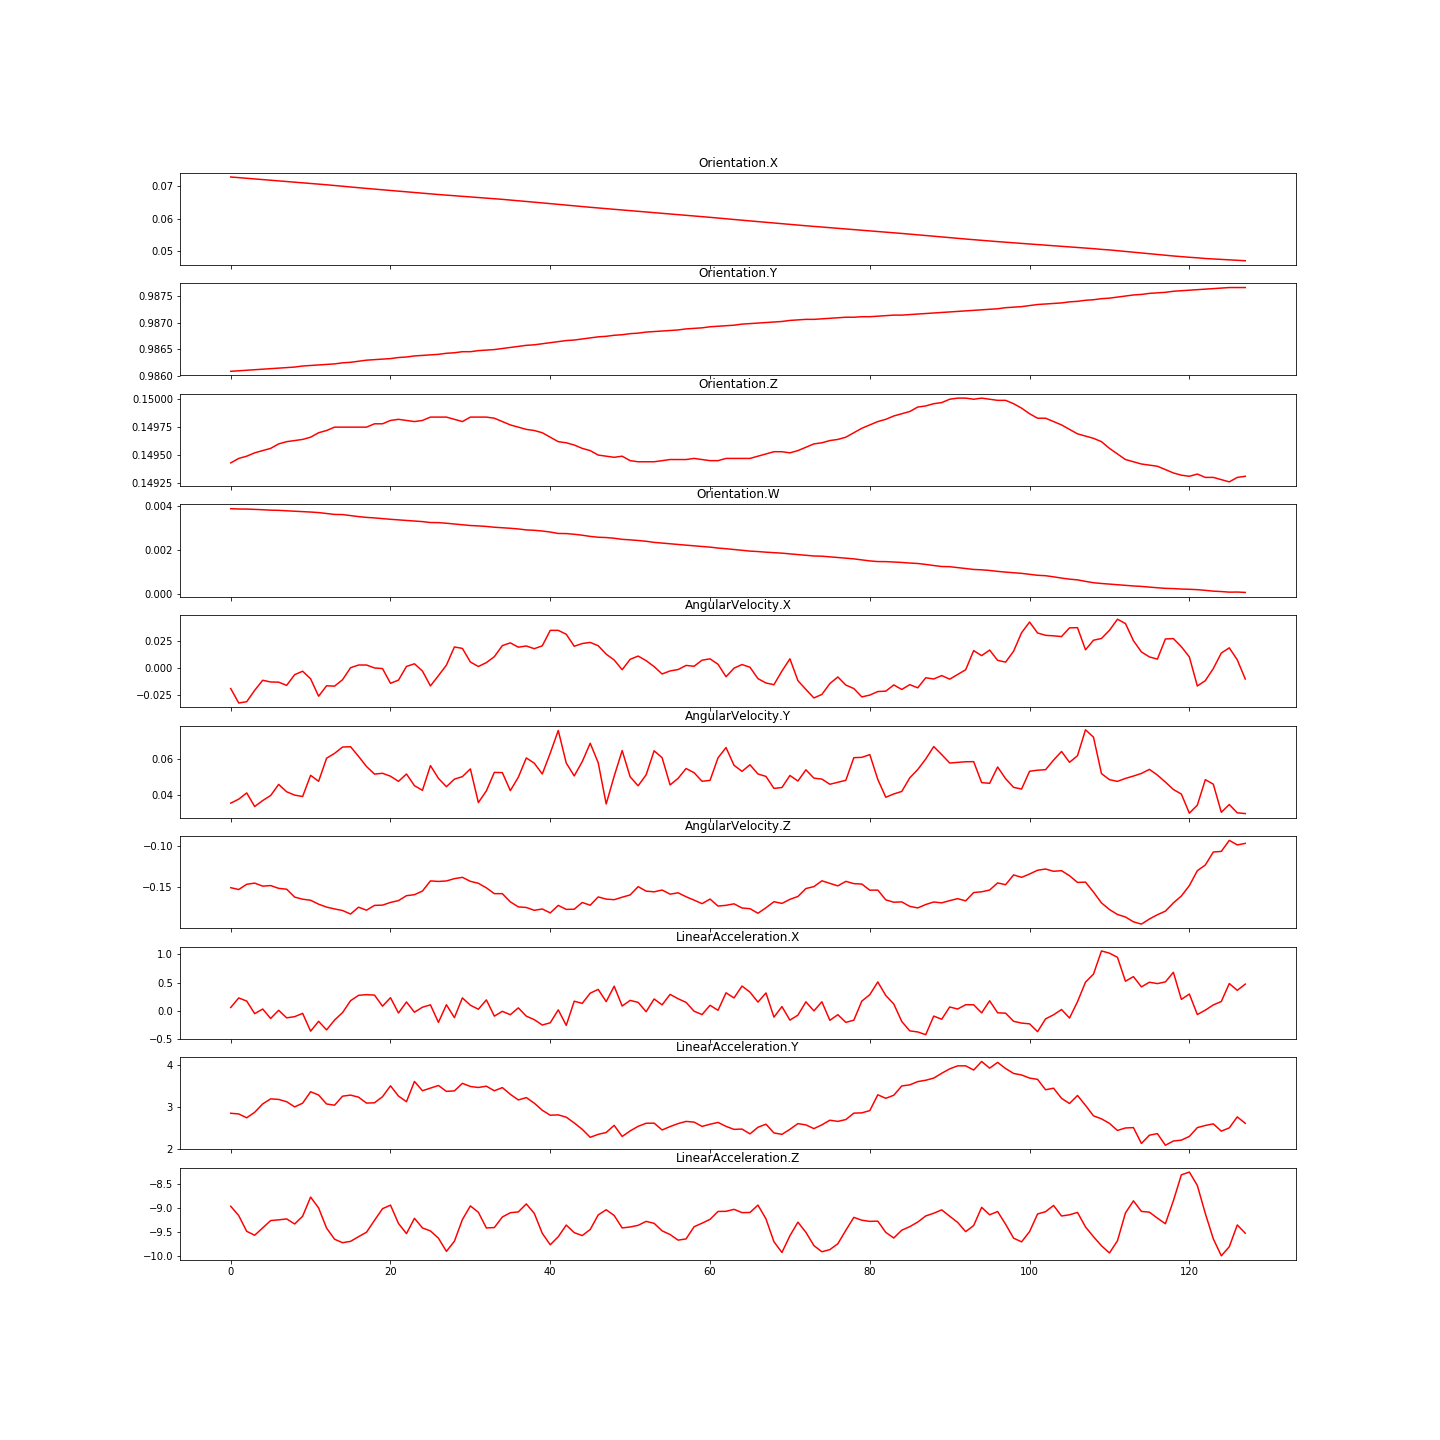 Orientation.X
0.07
0.06
0.05
Orientation.Y
0.9875
0.9870
0.9865
0.9860
Orientation.Z
0.15000
0.14975
0.14950
0.14925
Orientation.W
0.004
0.002
0.000
AngularVelocity.X
0.025
0.000
−0.025
AngularVelocity.Y
0.06
0.04
AngularVelocity.Z
−0.10
−0.15
LinearAcceleration.X
1.0
0.5
0.0
−0.5
LinearAcceleration.Y
4
3
2
LinearAcceleration.Z
−8.5
−9.0
−9.5
−10.0
0 20 40 60 80 100 120